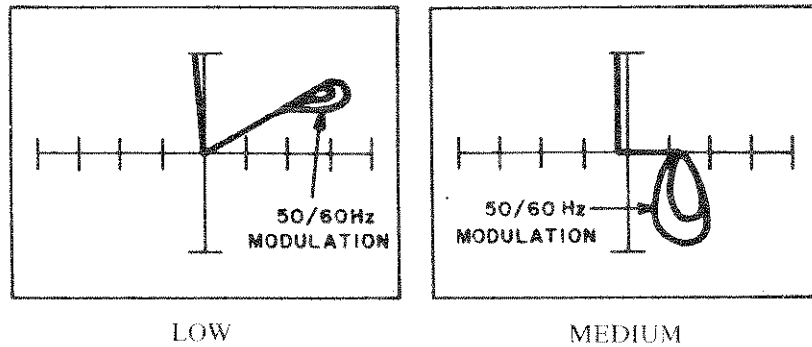 50/60Hz
MODULATION
50/60 Hz
MODULATION
LOW
MEDIUM